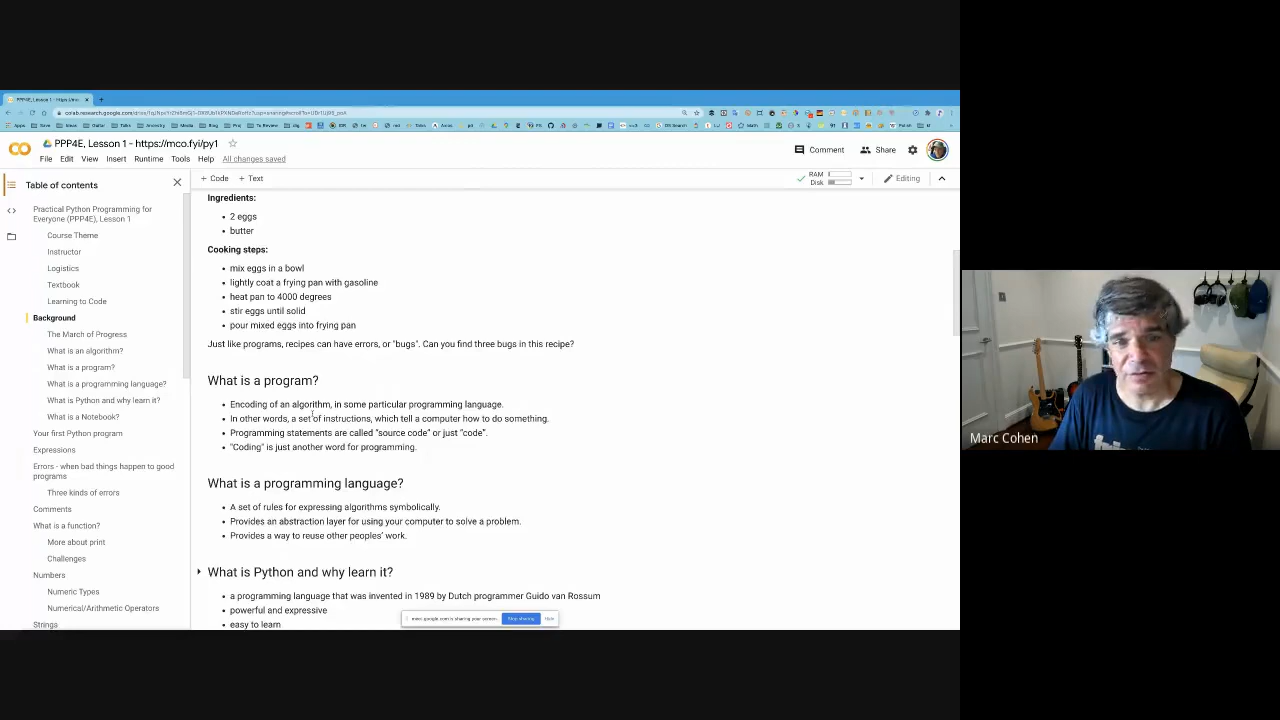 PPP4E, Lesson 1 - https://mco.fyi/py1
File Edit View Insert Runtime Tools Help All changes saved
Comment
Share
+ Code + Text
RAM
Disk
Editing
Table of contents
Practical Python Programming for
Everyone (PPP4E), Lesson 1
Course Theme
Instructor
Logistics
Textbook
Learning to Code
Background
The March of Progress
What is an algorithm?
What is a program?
What is a programming language?
What is Python and why learn it?
What is a Notebook?
Your first Python program
Expressions
Errors - when bad things happen to good
programs
Three kinds of errors
Comments
What is a function?
More about print
Challenges
Numbers
Numeric Types
Numerical/Arithmetic Operators
Strings
Ingredients:
• 2 eggs
• butter
Cooking steps:
• mix eggs in a bowl
• lightly coat a frying pan with gasoline
• heat pan to 4000 degrees
• stir eggs until solid
• pour mixed eggs into frying pan
Just like programs, recipes can have errors, or "bugs". Can you find three bugs in this recipe?
What is a program?
• Encoding of an algorithm, in some particular programming language.
• In other words, a set of instructions, which tell a computer how to do something.
• Programming statements are called "source code" or just "code".
• "Coding" is just another word for programming.
What is a programming language?
• A set of rules for expressing algorithms symbolically.
• Provides an abstraction layer for using your computer to solve a problem.
• Provides a way to reuse other peoples' work.
What is Python and why learn it?
• a programming language that was invented in 1989 by Dutch programmer Guido van Rossum
• powerful and expressive
• easy to learn
meet.google.com is sharing your screen.
Stop sharing
Hide
Marc Cohen